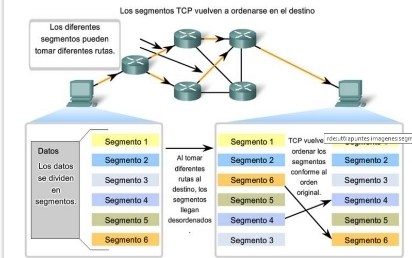 Los segmentos TCP vuelven a ordenarse en el destino
Los diferentes
segmentos pueden
tomar diferentes rutas.
Datos
Los datos
se dividen
en
segmentos.
Segmento 1
Segmento 2
Segmento 3
Segmento 4
Segmento 5
Segmento 6
Al tomar
diferentes
rutas al
destino, los
segmentos
llegan
desordenados
.
Segmento 1
Segmento 2
Segmento 6
Segmento 5
Segmento 4
Segmento 3
TCP vuelve
ordenar los
segmentos
conforme al
orden
original.
Segmento 2
Segmento 3
Segmento 4
Segmento 5
Segmento 6